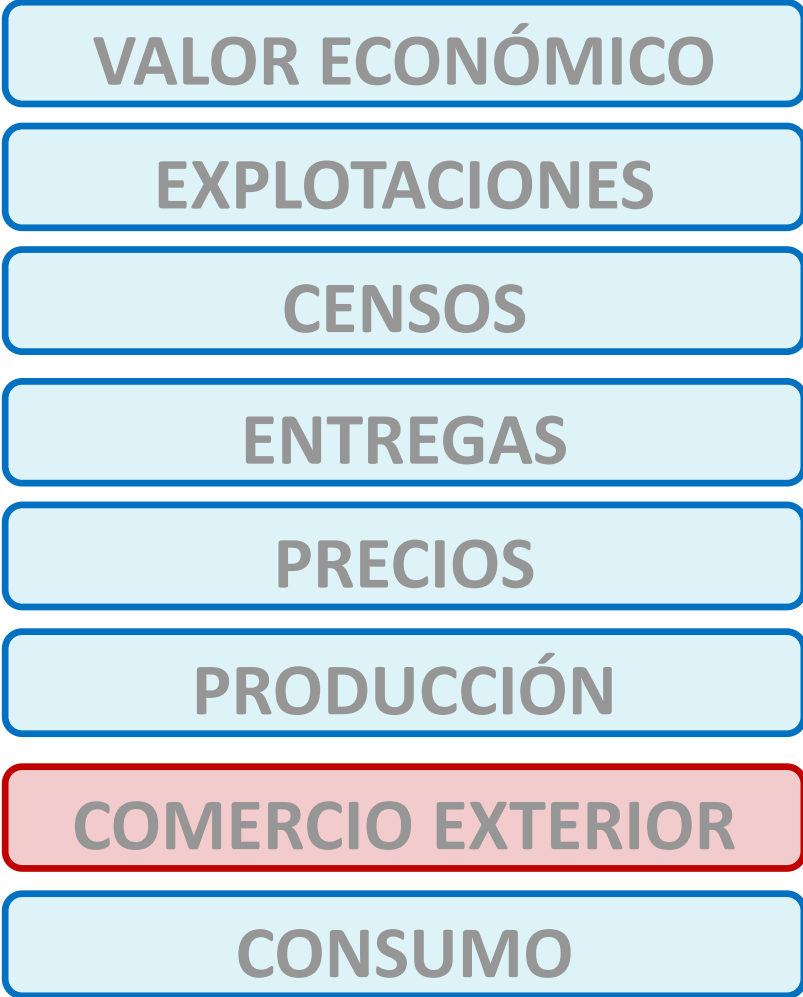 VALOR ECONÓMICO
EXPLOTACIONES
CENSOS
ENTREGAS
PRECIOS
PRODUCCIÓN
COMERCIO EXTERIOR
CONSUMO